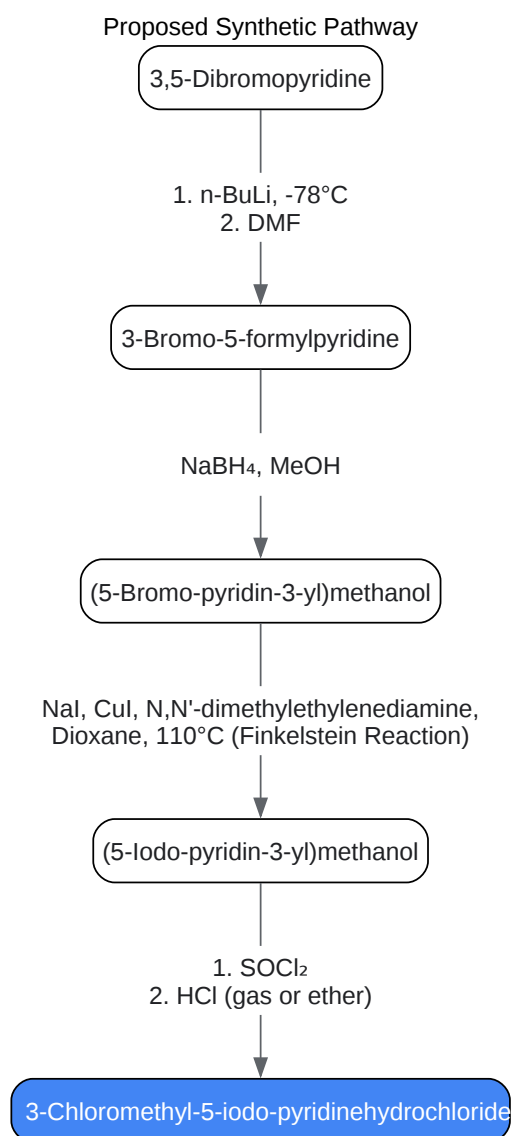 Proposed Synthetic Pathway
3,5-Dibromopyridine
1. n-BuLi, -78°C
2. DMF
3-Bromo-5-formylpyridine
NaBH₄, MeOH
(5-Bromo-pyridin-3-yl)methanol
NaI, CuI, N,N'-dimethylethylenediamine,
Dioxane, 110°C (Finkelstein Reaction)
(5-Iodo-pyridin-3-yl)methanol
1. SOCl₂
2. HCl (gas or ether)
3-Chloromethyl-5-iodo-pyridinehydrochloride